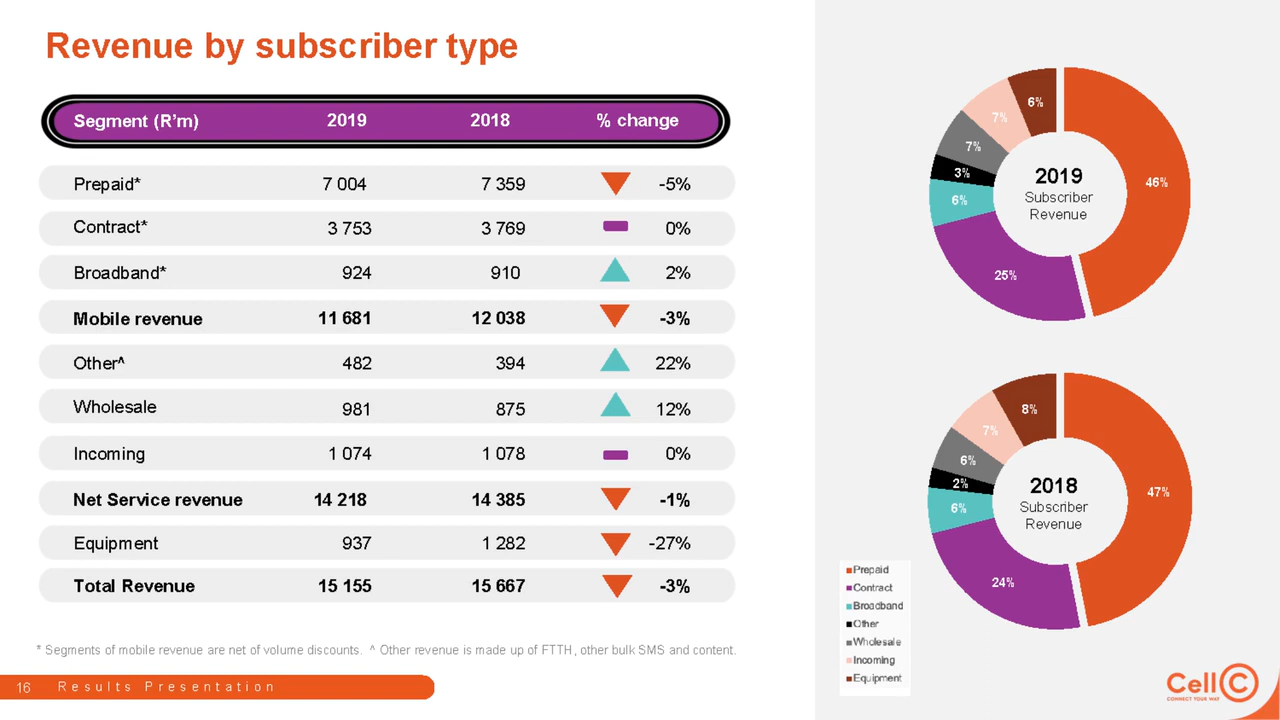 Revenue by subscriber type
Segment (R'm) 2019 2018 % change
Prepaid* 7 004 7 359 -5%
Contract* 3 753 3 769 0%
Broadband* 924 910 2%
Mobile revenue 11 681 12 038 -3%
Other^ 482 394 22%
Wholesale 981 875 12%
Incoming 1 074 1 078 0%
Net Service revenue 14 218 14 385 -1%
Equipment 937 1 282 -27%
Total Revenue 15 155 15 667 -3%
* Segments of mobile revenue are net of volume discounts. ^ Other revenue is made up of FTTH, other bulk SMS and content.
16 Results Presentation
2019
Subscriber
Revenue
46%
25%
6%
3%
7%
7%
6%
2018
Subscriber
Revenue
47%
24%
6%
2%
6%
7%
8%
Prepaid
Contract
Broadband
Other
Wholesale
Incoming
Equipment
Cell C
CONNECT YOUR WAY